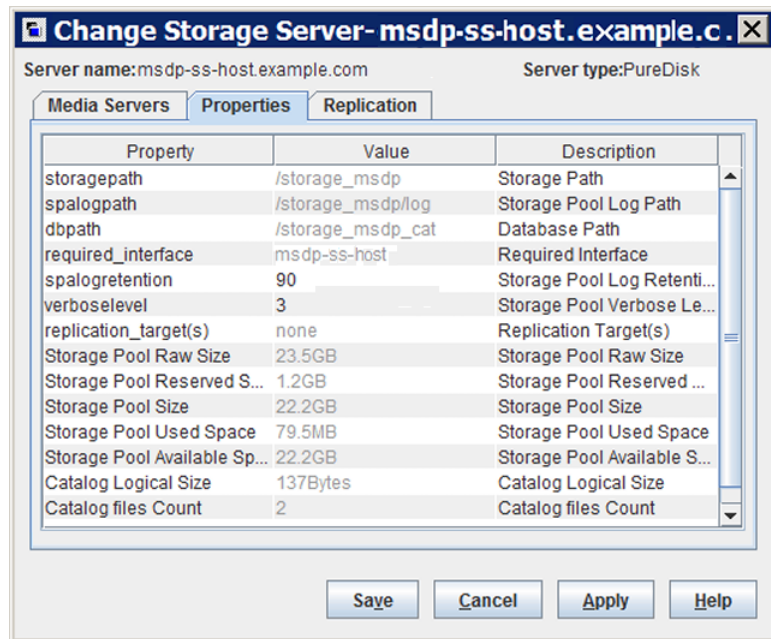 Change Storage Server-msdp-ss-host.example.c.
Server name:msdp-ss-host.example.com Server type:PureDisk
Media Servers Properties Replication
Property Value Description
storagepath /storage_msdp Storage Path
spalogpath /storage_msdp/log Storage Pool Log Path
dbpath /storage_msdp_cat Database Path
required_interface msdp-ss-host Required Interface
spalogretention 90 Storage Pool Log Retenti...
verboselevel 3 Storage Pool Verbose Le...
replication_target(s) none Replication Target(s)
Storage Pool Raw Size 23.5GB Storage Pool Raw Size
Storage Pool Reserved S... 1.2GB Storage Pool Reserved ...
Storage Pool Size 22.2GB Storage Pool Size
Storage Pool Used Space 79.5MB Storage Pool Used Space
Storage Pool Available Sp... 22.2GB Storage Pool Available S...
Catalog Logical Size 137Bytes Catalog Logical Size
Catalog files Count 2 Catalog files Count
Save Cancel Apply Help